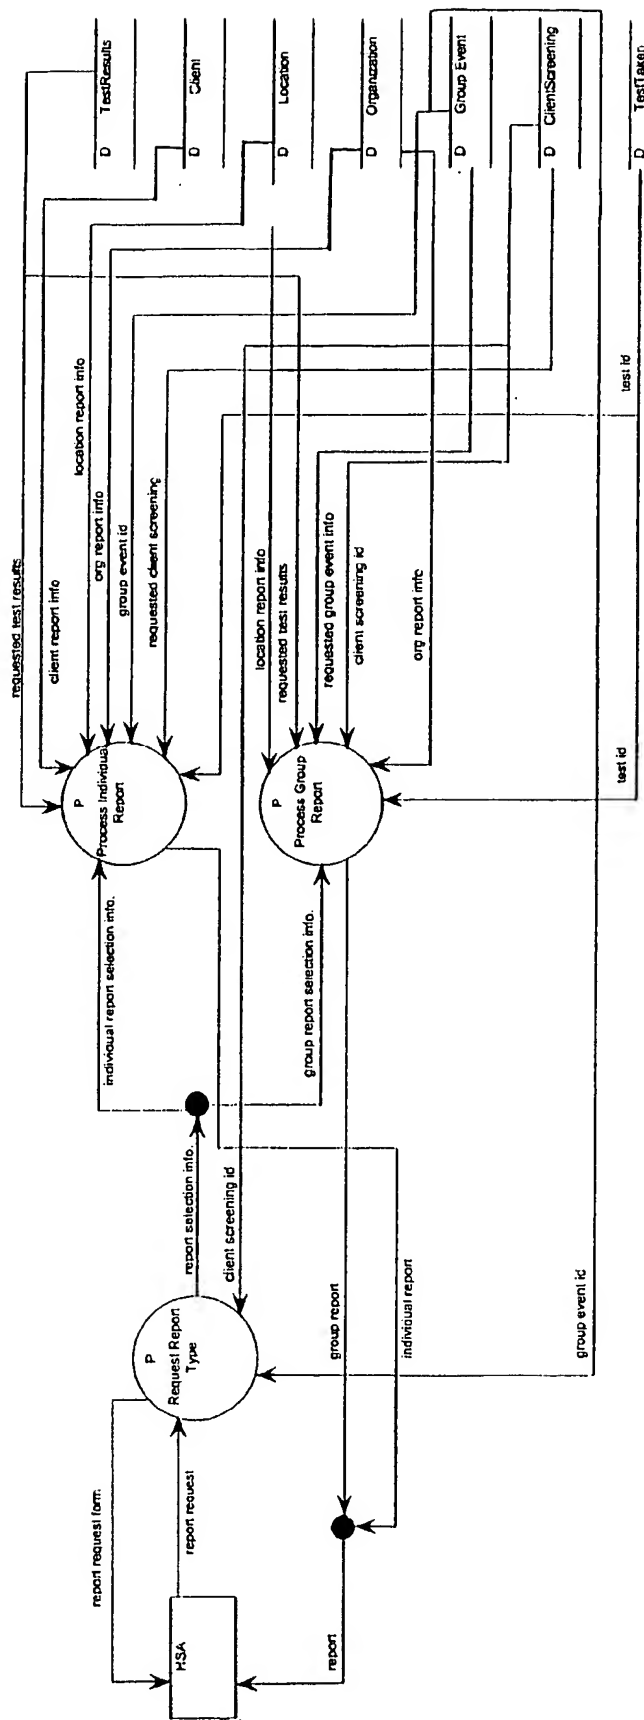 HSA
report request form.
report request
report
P
Request Report
Type
report selection info.
client screening id
group report
individual report
group event id
individual report selection info.
group report selection info.
P
Process Individual
Report
P
Process Group
Report
requested test results
client report info
location report info
org report info
group event id
requested client screening
location report info
requested test results
requested group event info
client screening id
org report info
test id
test id
D TestResults
D Client
D Location
D Organization
D Group Event
D ClientScreening
D TestTaken